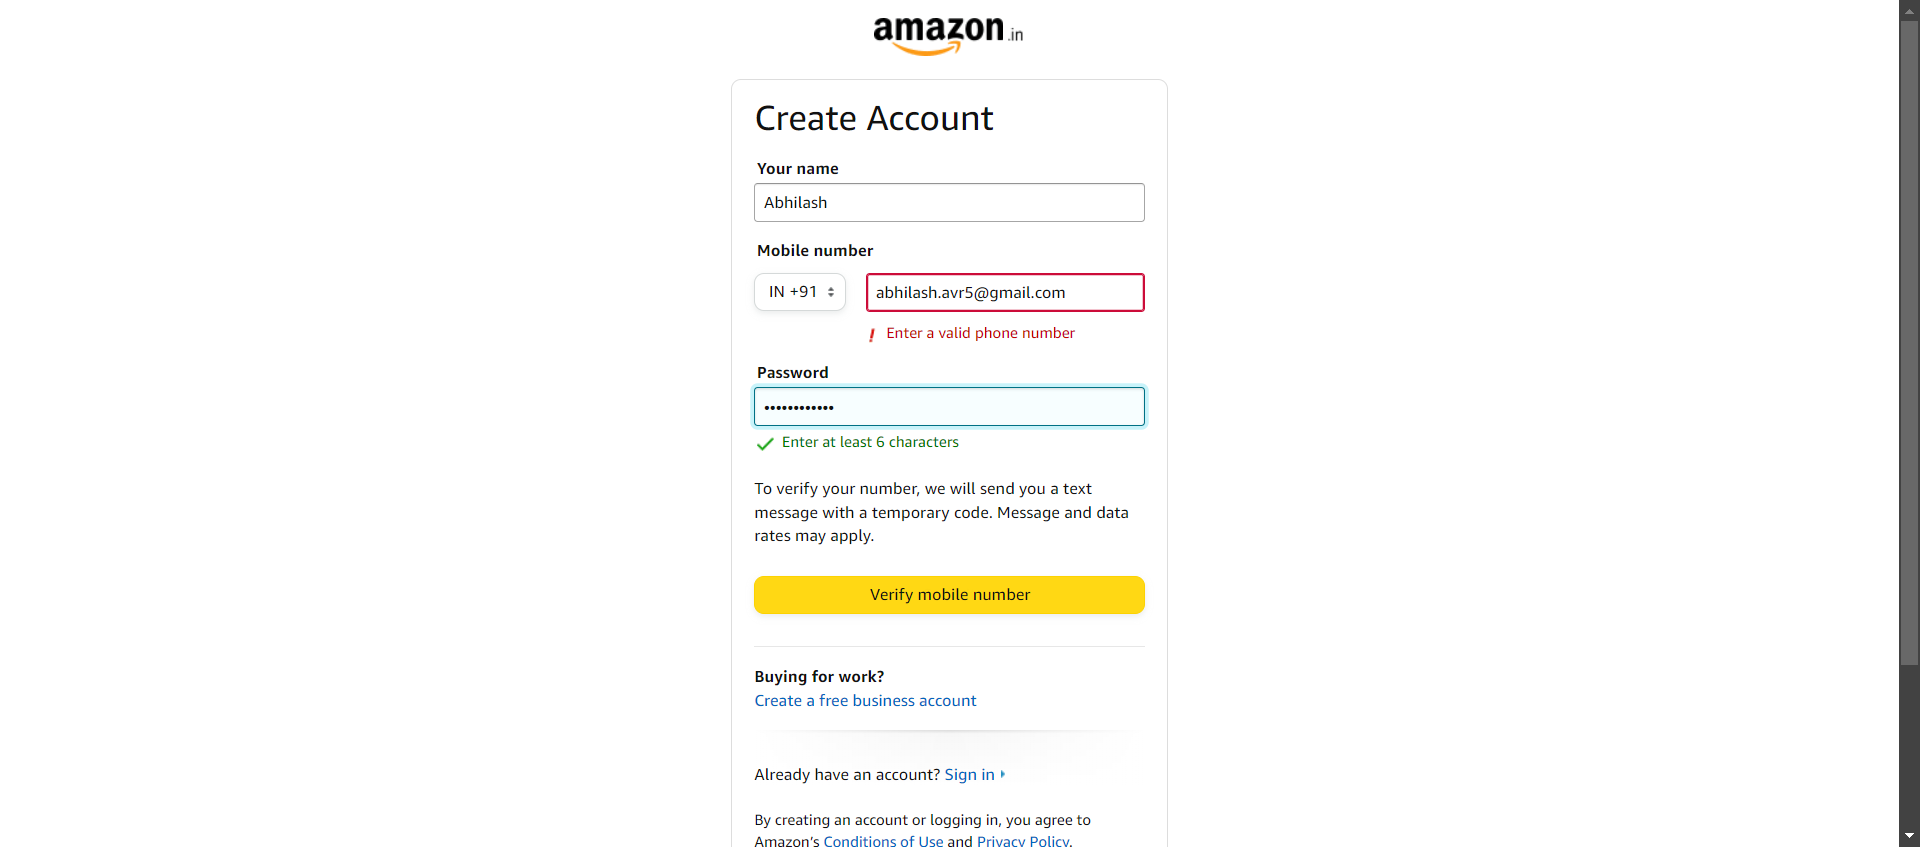 amazon.in
Create Account
Your name
Abhilash
Mobile number
IN +91
abhilash.avr5@gmail.com
! Enter a valid phone number
Password
••••••••••••
Enter at least 6 characters
To verify your number, we will send you a text
message with a temporary code. Message and data
rates may apply.
Verify mobile number
Buying for work?
Create a free business account
Already have an account? Sign in
By creating an account or logging in, you agree to
Amazon’s Conditions of Use and Privacy Policy.